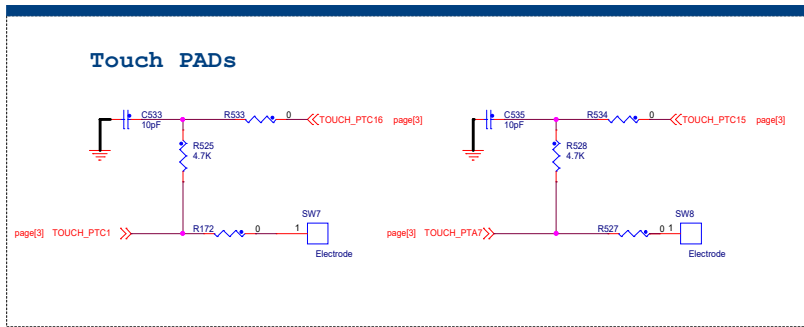 Touch PADs
C533
10pF
R533
0
TOUCH_PTC16
page[3]
R525
4.7K
page[3]
TOUCH_PTC1
R172
0
SW7
1
Electrode
C535
10pF
R534
0
TOUCH_PTC15
page[3]
R528
4.7K
page[3]
TOUCH_PTA7
R527
0
SW8
1
Electrode